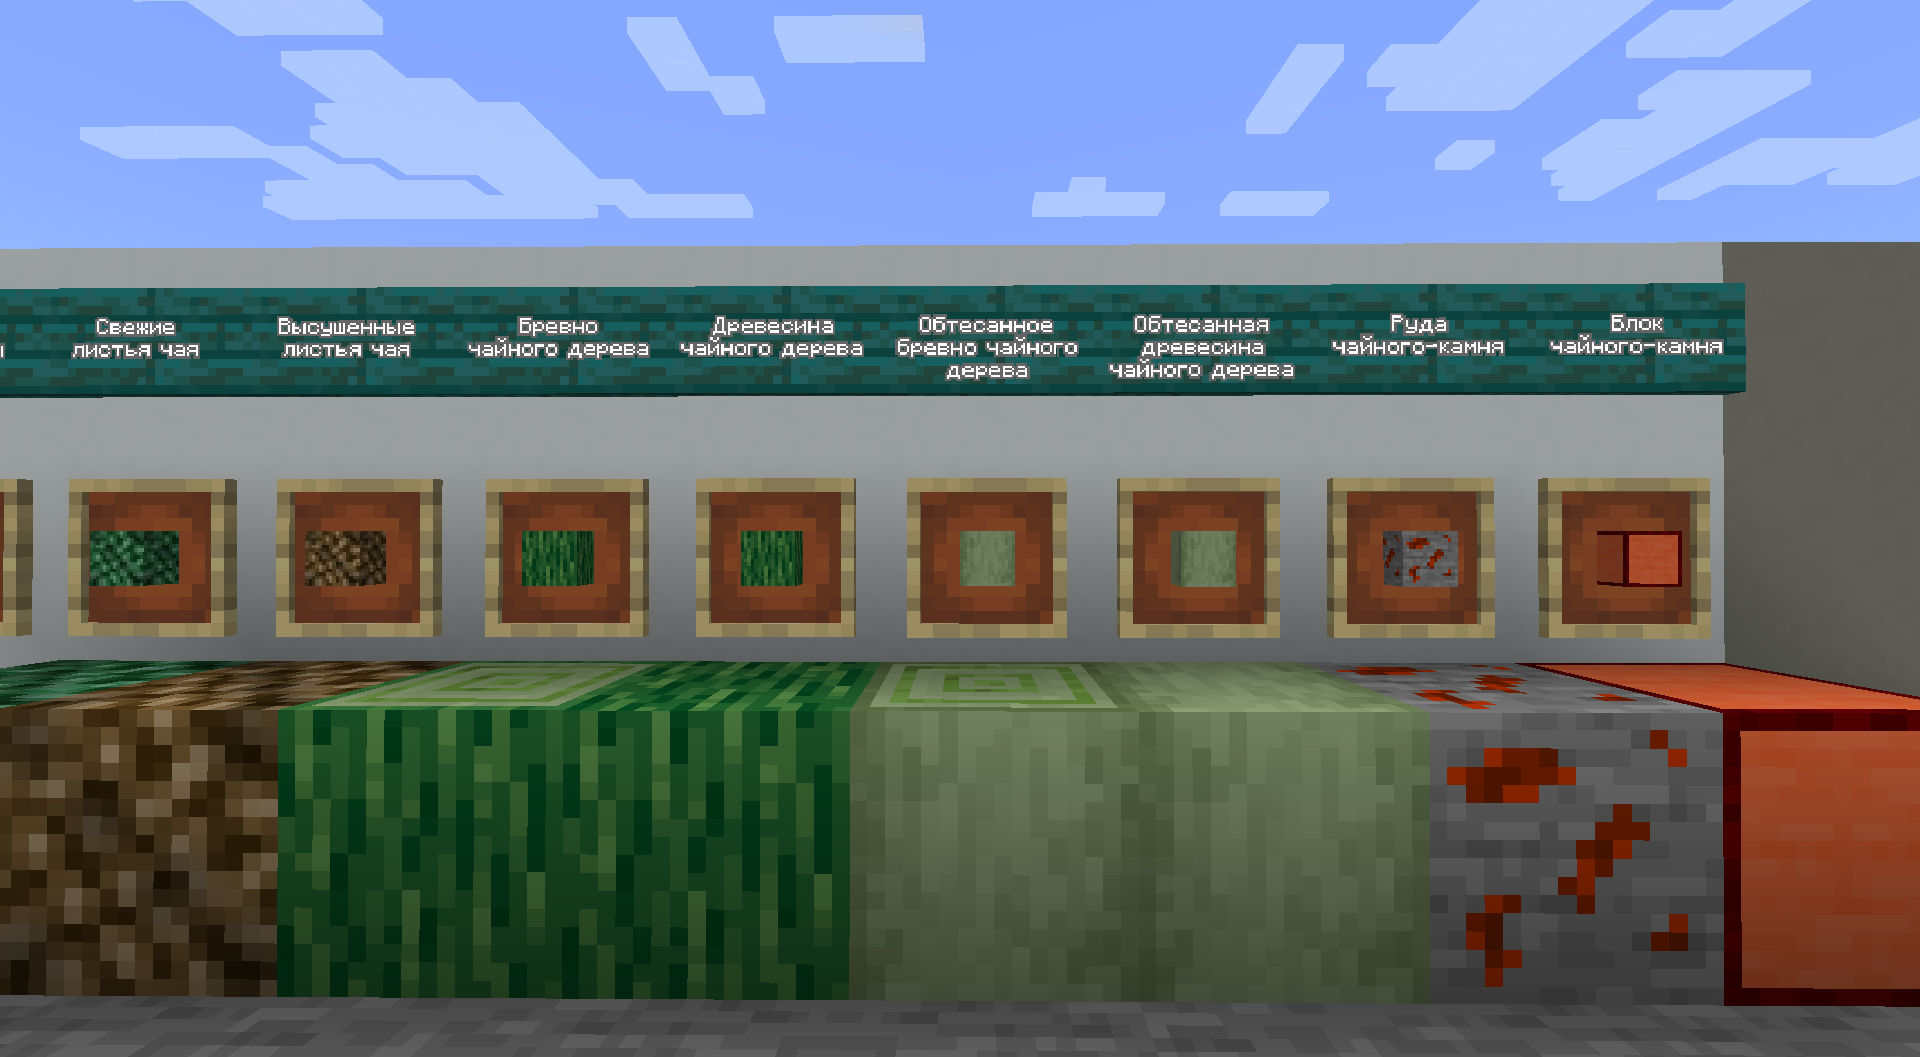 Свежие
листья чая
Высушенные
листья чая
Бревно
чайного дерева
Древесина
чайного дерева
Обтесанное
бревно чайного
дерева
Обтесанная
древесина
чайного дерева
Руда
чайного-камня
Блок
чайного-камня